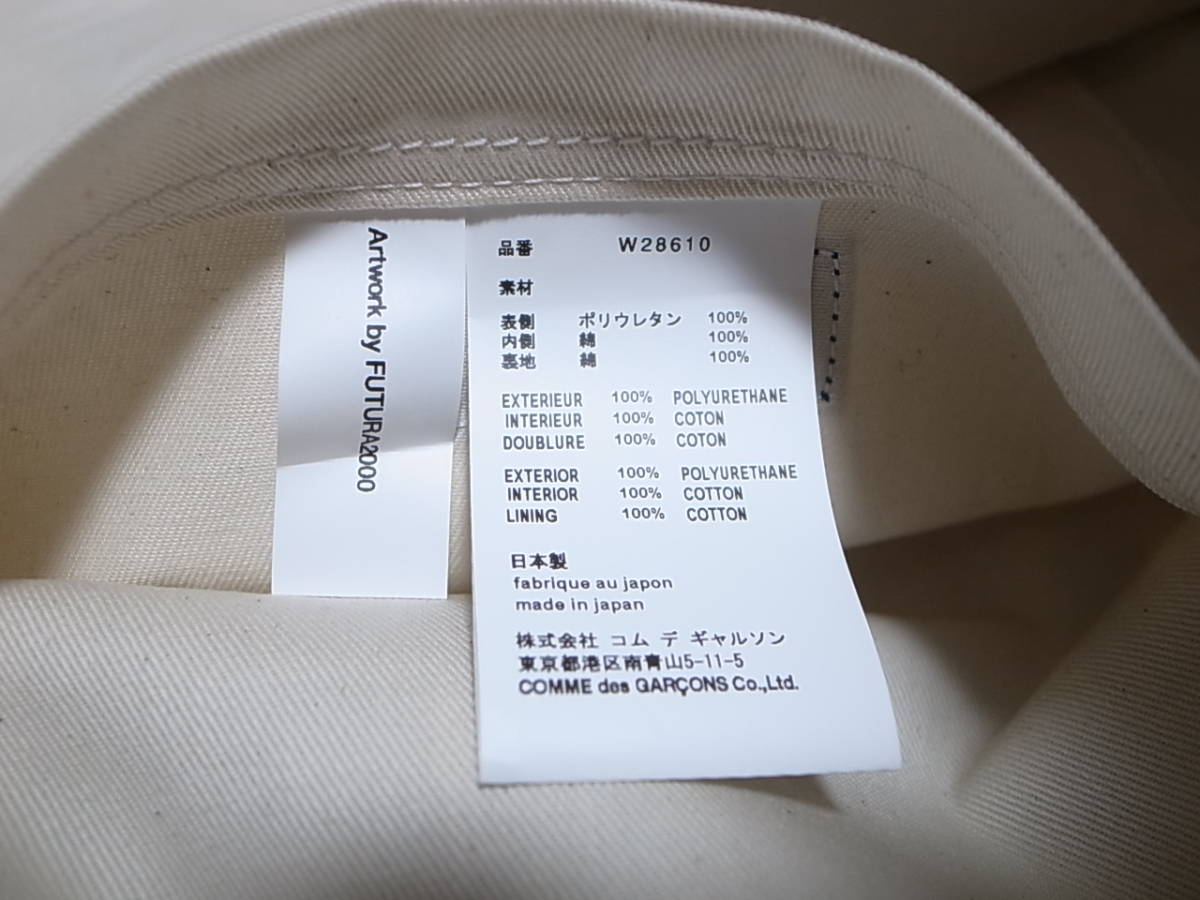 Artwork by FUTURA2000
品番 W28610
素材
表側 ポリウレタン 100%
内側 綿 100%
裏地 綿 100%
EXTERIEUR 100% POLYURETHANE
INTERIEUR 100% COTON
DOUBLURE 100% COTON
EXTERIOR 100% POLYURETHANE
INTERIOR 100% COTTON
LINING 100% COTTON
日本製
fabrique au japon
made in japan
株式会社 コム デ ギャルソン
東京都港区南青山5-11-5
COMME des GARÇONS Co.,Ltd.